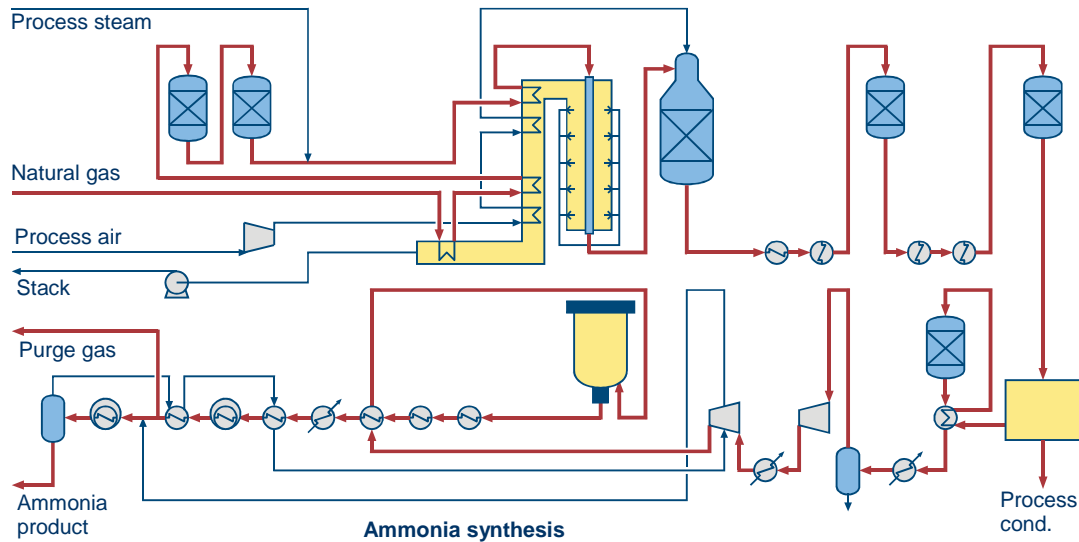 Process steam
Natural gas
Process air
Stack
Purge gas
Ammonia
product
Ammonia synthesis
Process
cond.